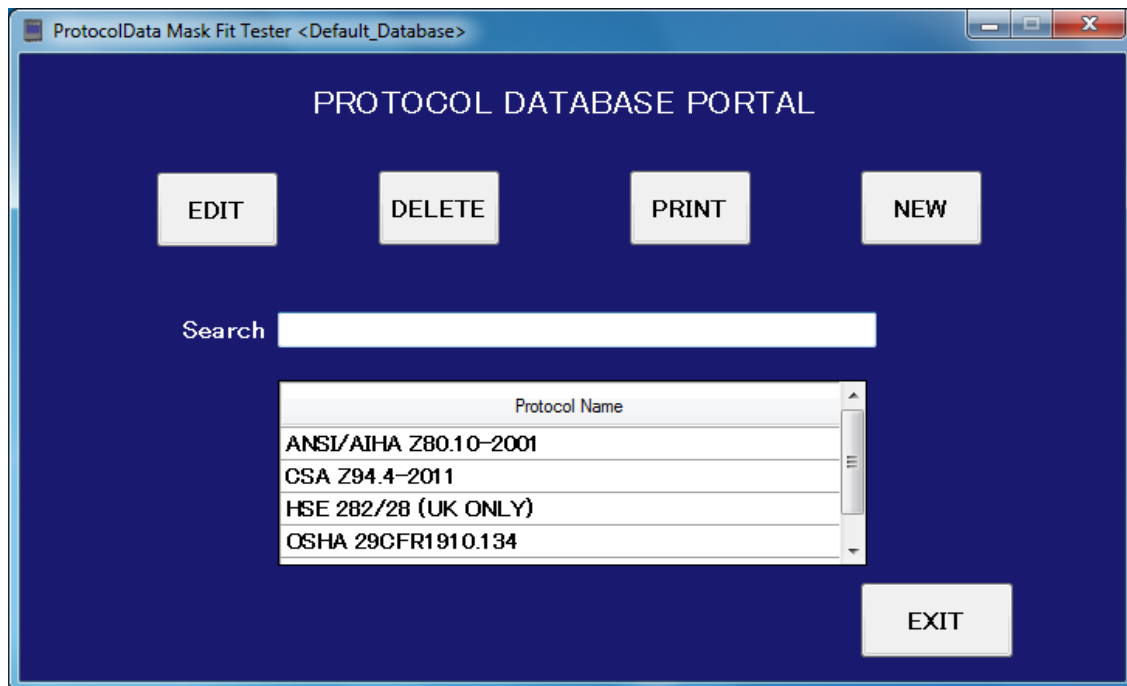 ProtocolData Mask Fit Tester <Default_Database>
PROTOCOL DATABASE PORTAL
EDIT DELETE PRINT NEW
Search
Protocol Name
ANSI/AIHA Z80.10-2001
CSA Z94.4-2011
HSE 282/28 (UK ONLY)
OSHA 29CFR1910.134
EXIT